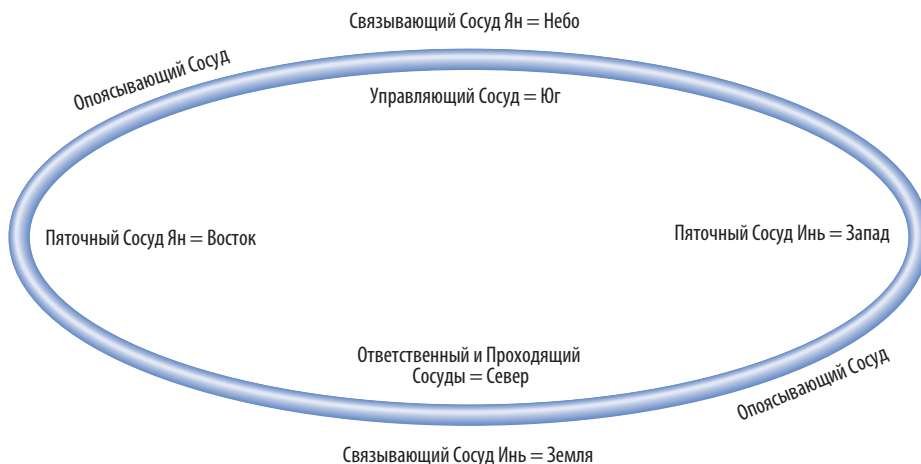 Связывающий Сосуд Ян = Небо
Опоясывающий Сосуд
Управляющий Сосуд = Юг
Пяточный Сосуд Ян = Восток
Пяточный Сосуд Инь = Запад
Ответственный и Проходящий
Сосуды = Север
Опоясывающий Сосуд
Связывающий Сосуд Инь = Земля